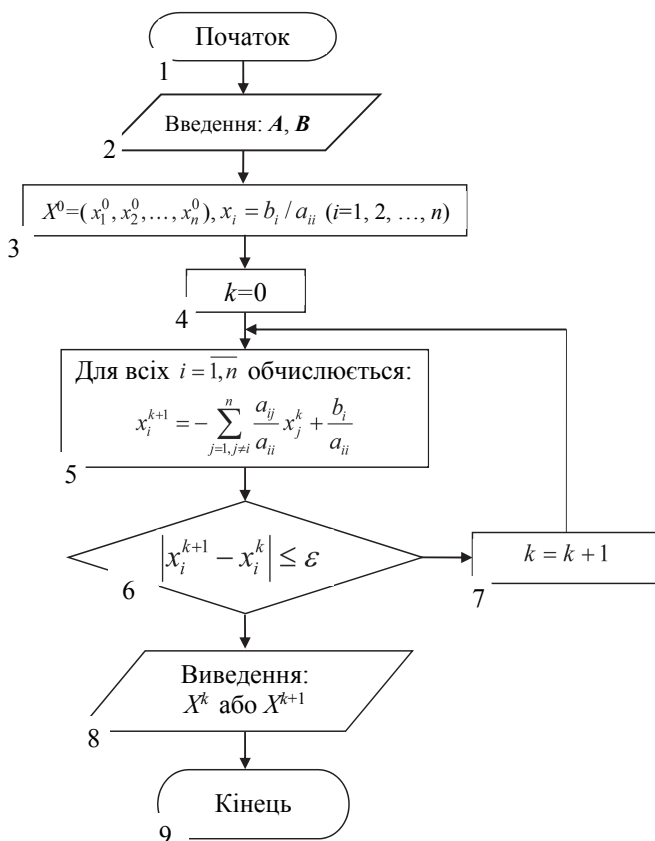 Початок
1
Введення: A, B
2
X⁰=(x₁⁰, x₂⁰,…, xₙ⁰), xᵢ = bᵢ / aᵢᵢ (i=1, 2, …, n)
3
k=0
4
Для всіх i = 1,n обчислюється:
xᵢᵏ⁺¹ = −∑ⁿⱼ₌₁,ⱼ≠ᵢ aᵢⱼ/aᵢᵢ xⱼᵏ + bᵢ/aᵢᵢ
5
|xᵢᵏ⁺¹ − xᵢᵏ| ≤ ε
6
k = k + 1
7
Виведення:
Xᵏ або Xᵏ⁺¹
8
Кінець
9